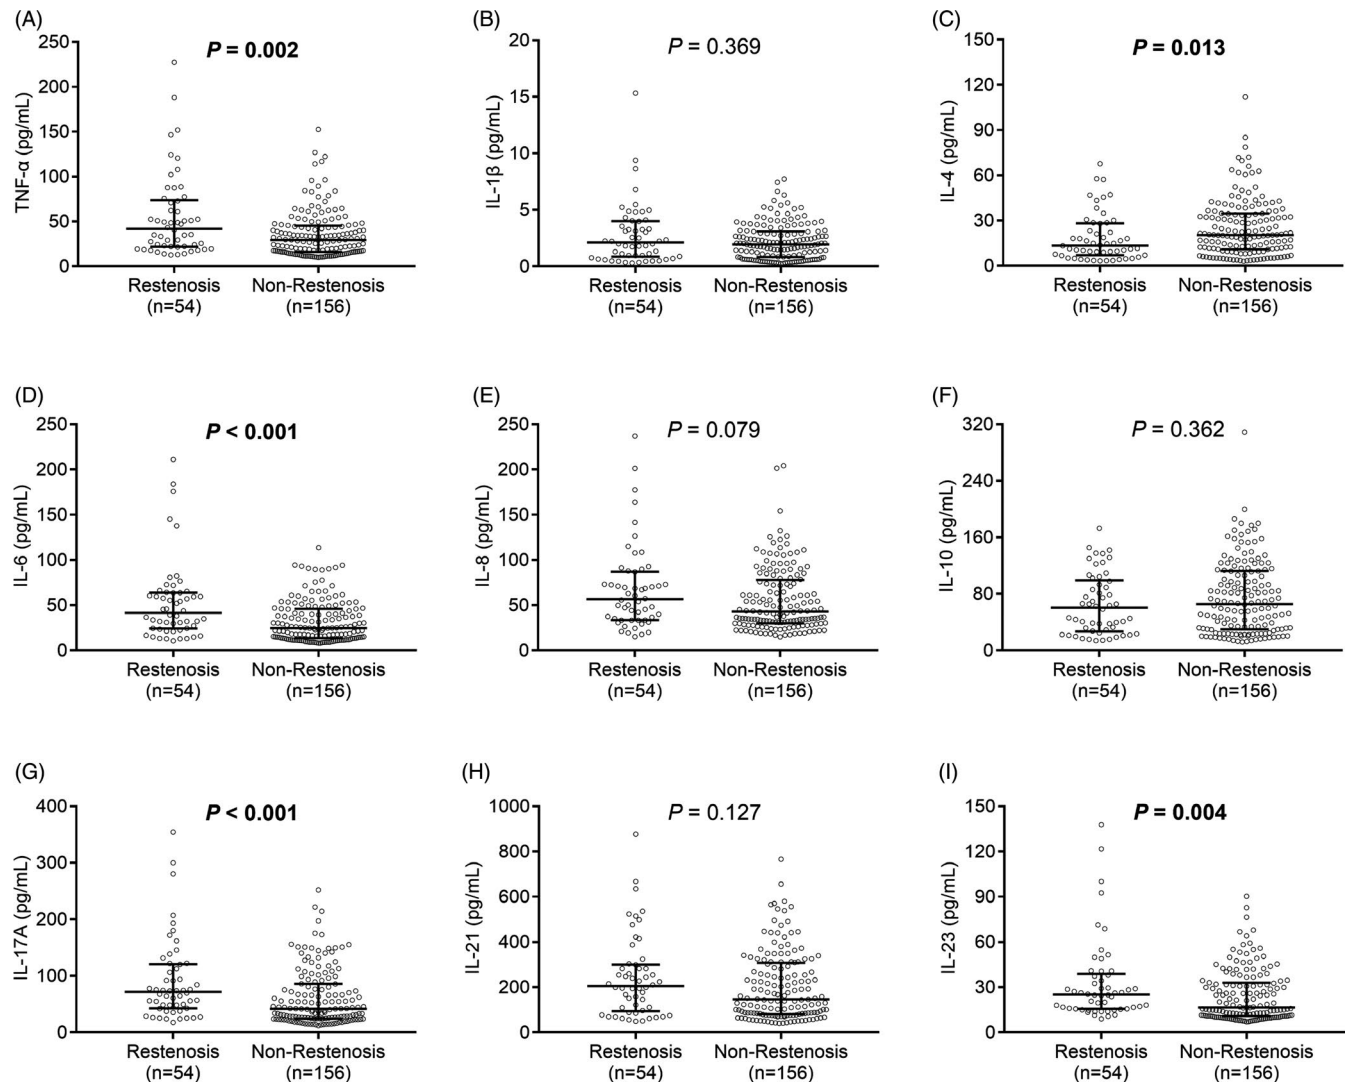 (A)
P = 0.002
TNF-α (pg/mL)
250
200
150
100
50
0
Restenosis
(n=54)
Non-Restenosis
(n=156)
(B)
P = 0.369
IL-1β (pg/mL)
20
15
10
5
0
Restenosis
(n=54)
Non-Restenosis
(n=156)
(C)
P = 0.013
IL-4 (pg/mL)
150
120
90
60
30
0
Restenosis
(n=54)
Non-Restenosis
(n=156)
(D)
P < 0.001
IL-6 (pg/mL)
250
200
150
100
50
0
Restenosis
(n=54)
Non-Restenosis
(n=156)
(E)
P = 0.079
IL-8 (pg/mL)
250
200
150
100
50
0
Restenosis
(n=54)
Non-Restenosis
(n=156)
(F)
P = 0.362
IL-10 (pg/mL)
320
240
160
80
0
Restenosis
(n=54)
Non-Restenosis
(n=156)
(G)
P < 0.001
IL-17A (pg/mL)
400
300
200
100
0
Restenosis
(n=54)
Non-Restenosis
(n=156)
(H)
P = 0.127
IL-21 (pg/mL)
1000
800
600
400
200
0
Restenosis
(n=54)
Non-Restenosis
(n=156)
(I)
P = 0.004
IL-23 (pg/mL)
150
120
90
60
30
0
Restenosis
(n=54)
Non-Restenosis
(n=156)